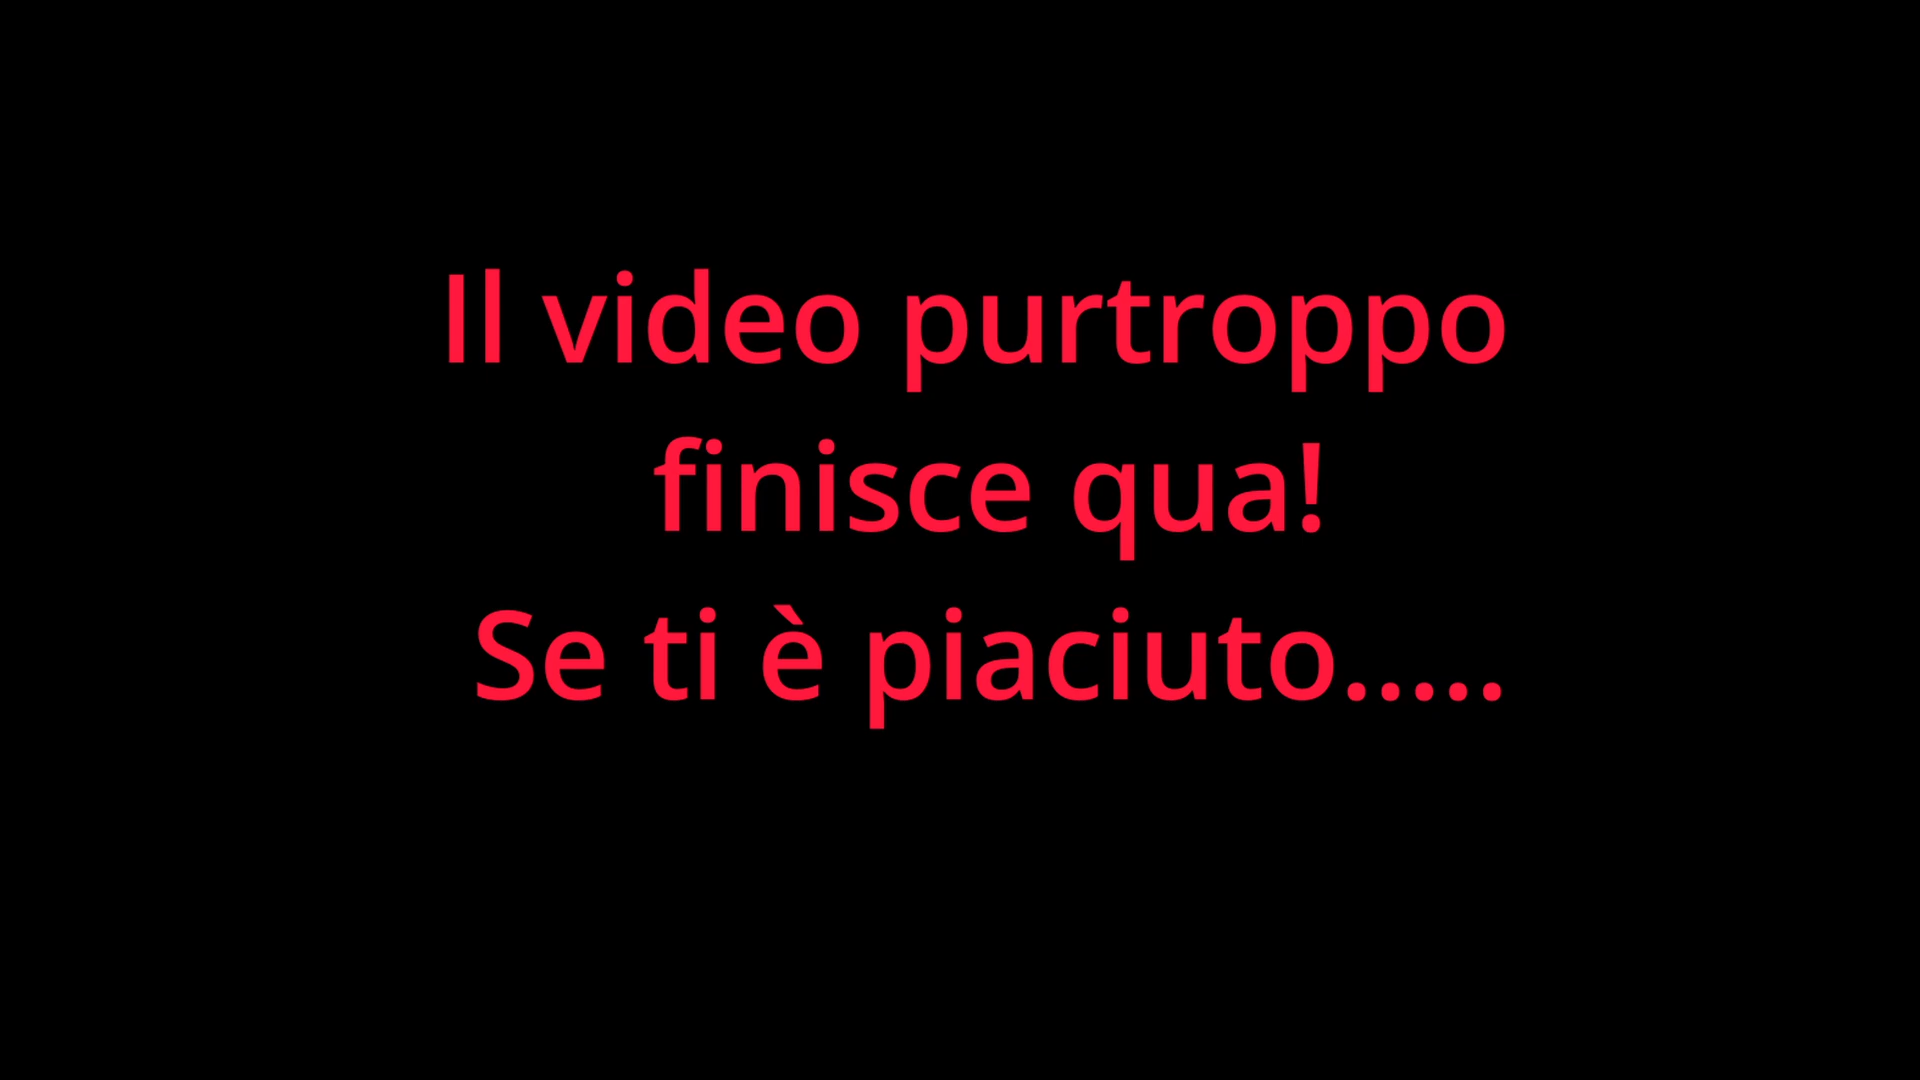 Il video purtroppo
finisce qua!
Se ti è piaciuto.....